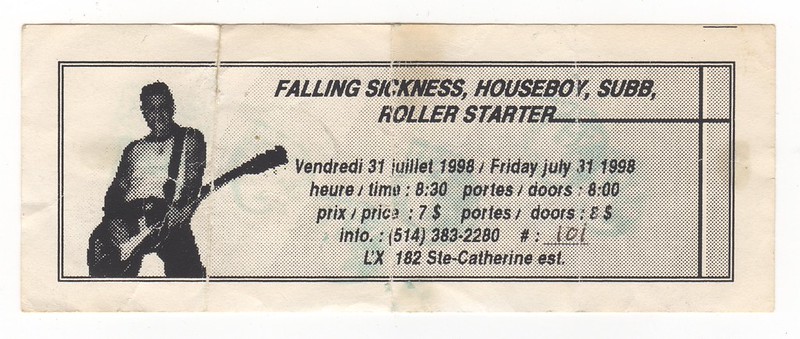 FALLING SICKNESS, HOUSEBOY, SUBB,
ROLLER STARTER
Vendredi 31 juillet 1998 / Friday july 31 1998
heure / time : 8:30 portes / doors : 8:00
prix / price : 7 $ portes / doors : 8 $
info. : (514) 383-2280 # : 101
L'X 182 Ste-Catherine est.